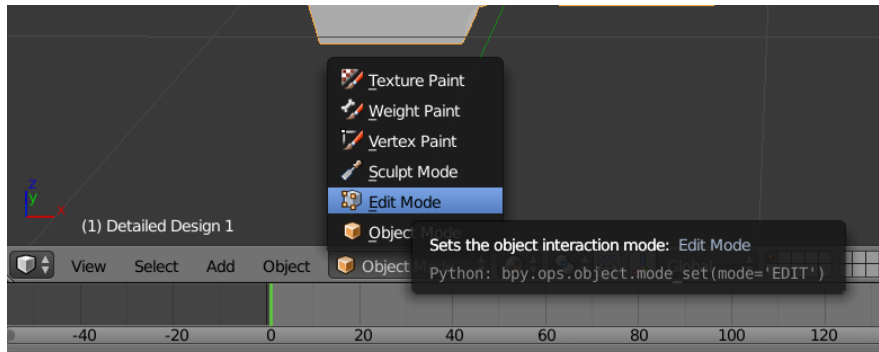 Texture Paint
Weight Paint
Vertex Paint
Sculpt Mode
Edit Mode
Object Mode
z
y
x
(1) Detailed Design 1
Sets the object interaction mode: Edit Mode
Python: bpy.ops.object.mode_set(mode='EDIT')
View Select Add Object Object Mode Global
-40 -20 0 20 40 60 80 100 120